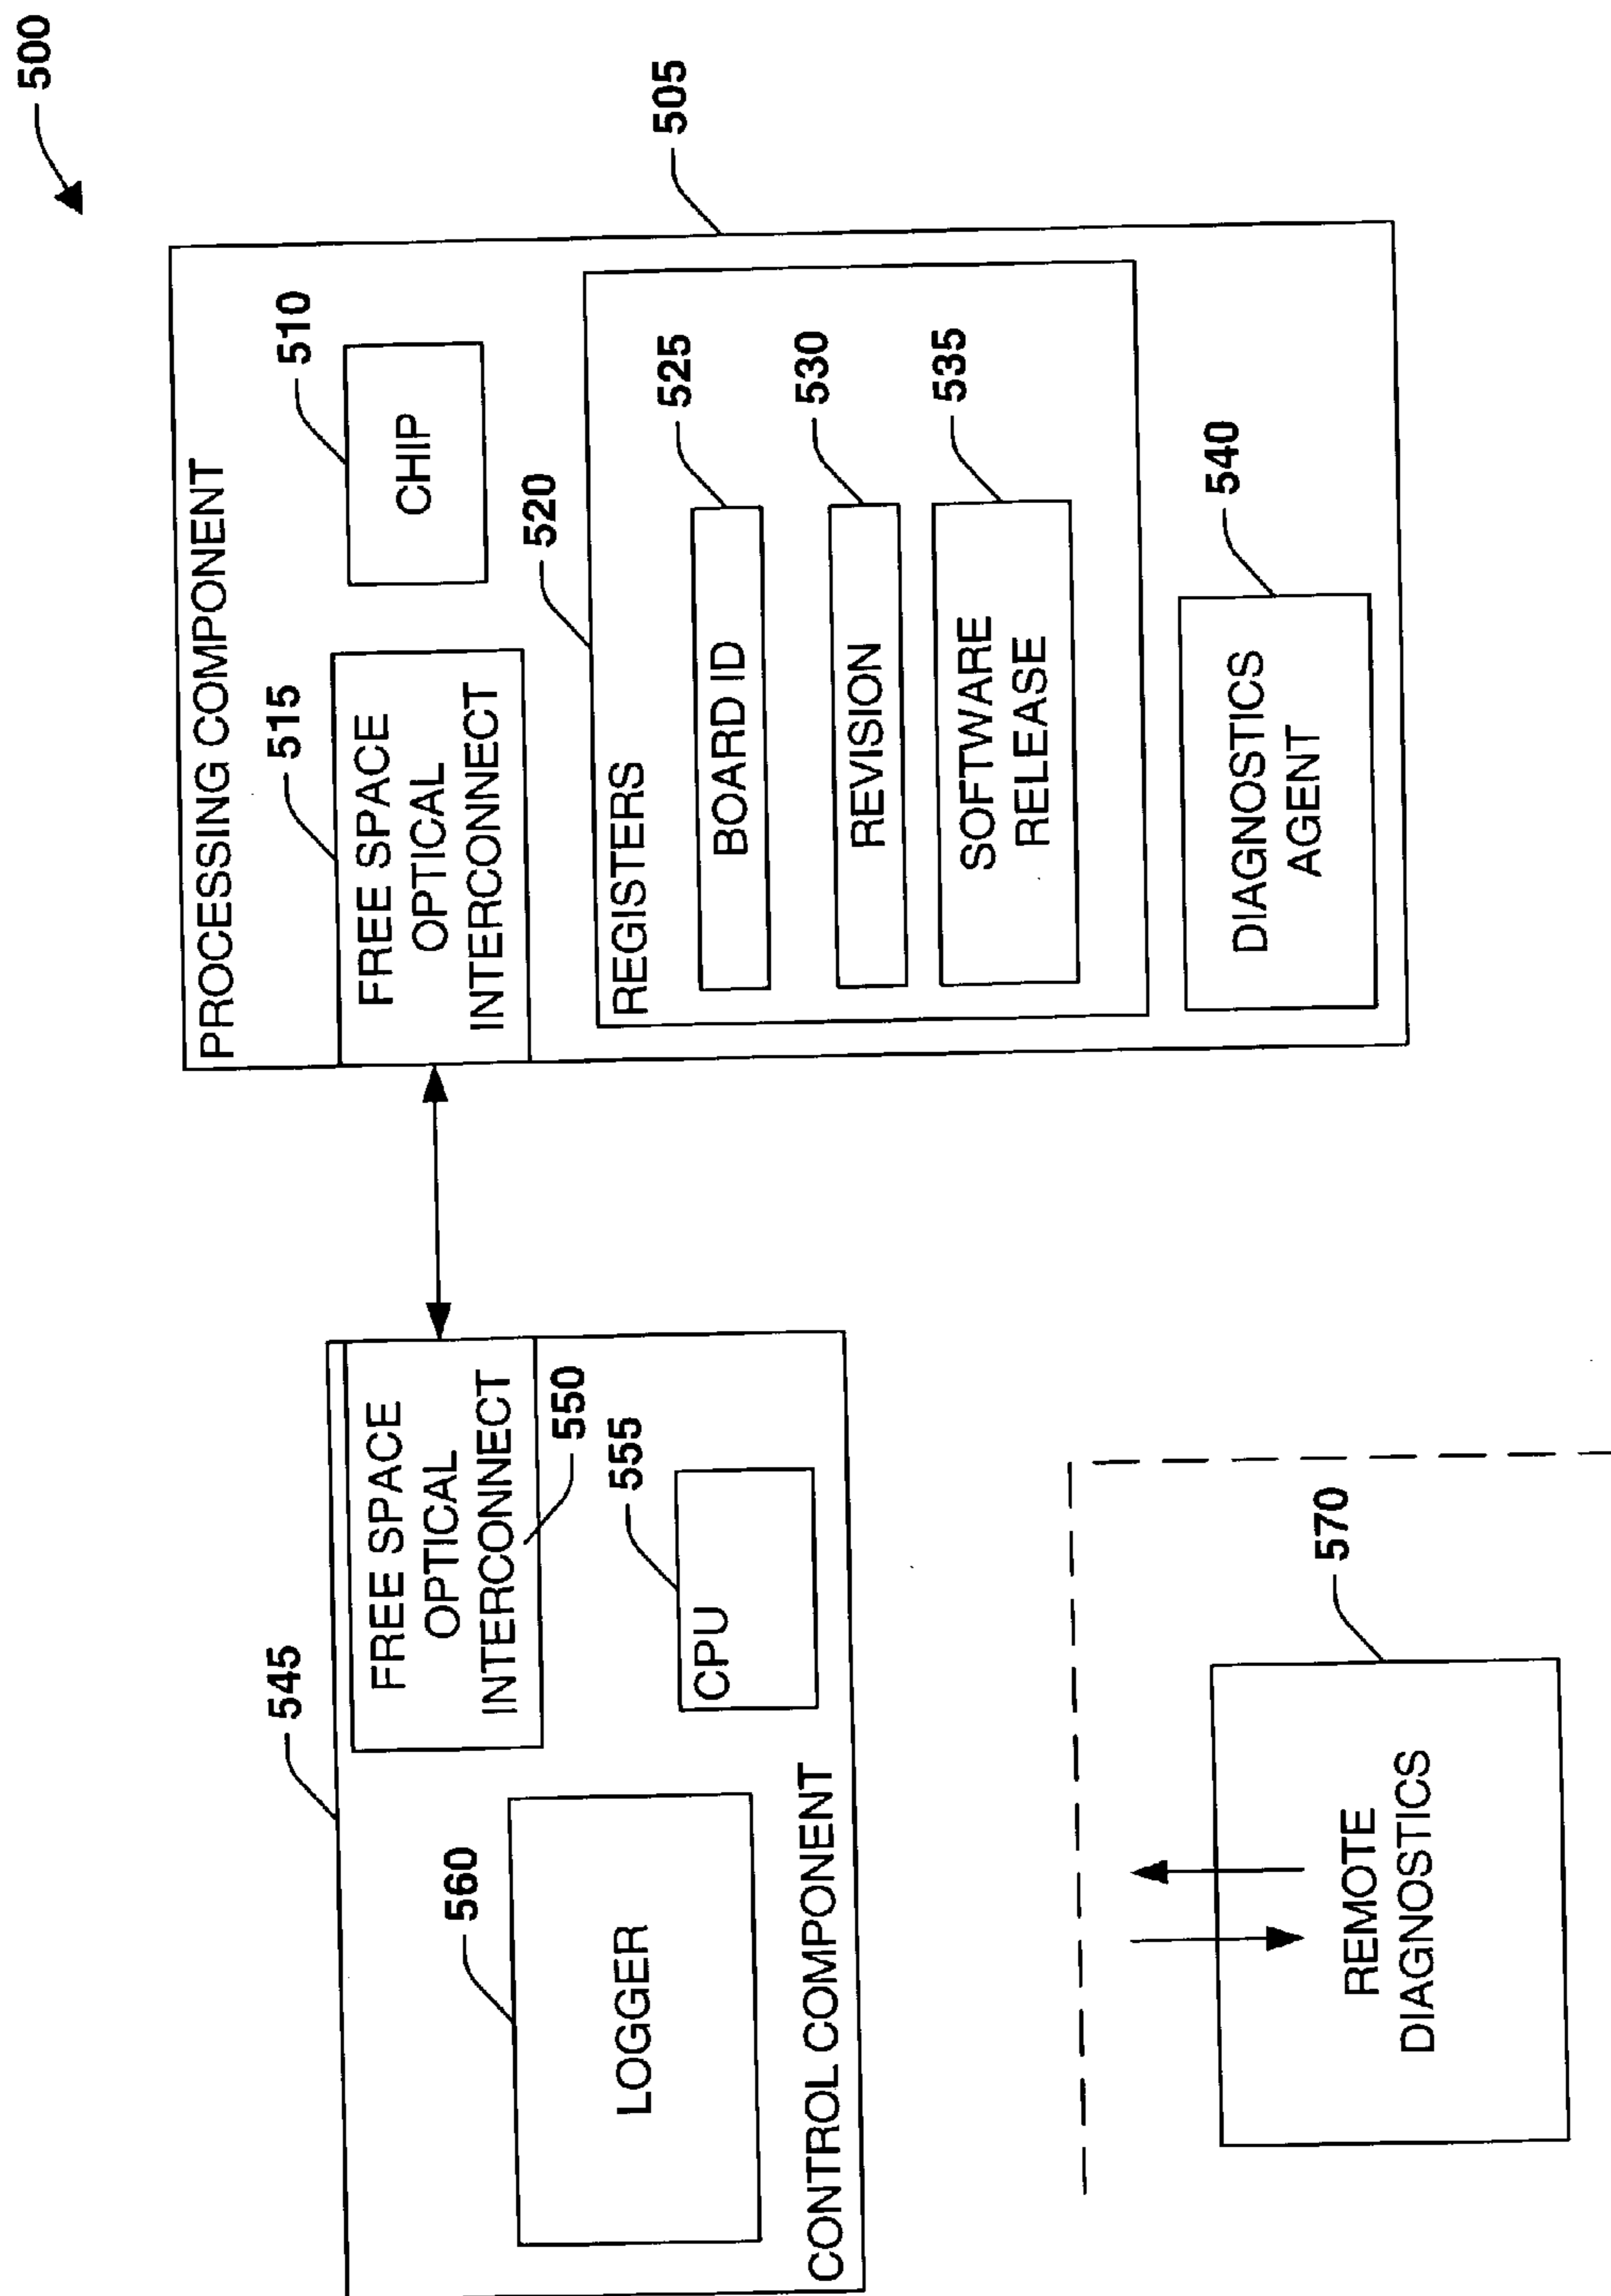 500
505
PROCESSING COMPONENT
510
CHIP
515
FREE SPACE
OPTICAL
INTERCONNECT
520
REGISTERS
525
BOARD ID
530
REVISION
535
SOFTWARE
RELEASE
540
DIAGNOSTICS
AGENT
545
FREE SPACE
OPTICAL
INTERCONNECT
550
555
CPU
560
LOGGER
CONTROL COMPONENT
570
REMOTE
DIAGNOSTICS